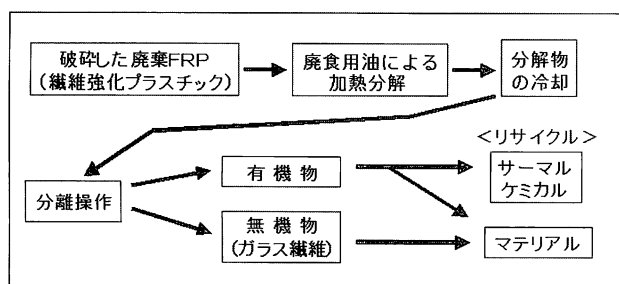 破砕した廃棄FRP
(繊維強化プラスチック)
廃食用油による
加熱分解
分解物
の冷却
<リサイクル>
分離操作
有機物
サーマル
ケミカル
無機物
(ガラス繊維)
マテリアル